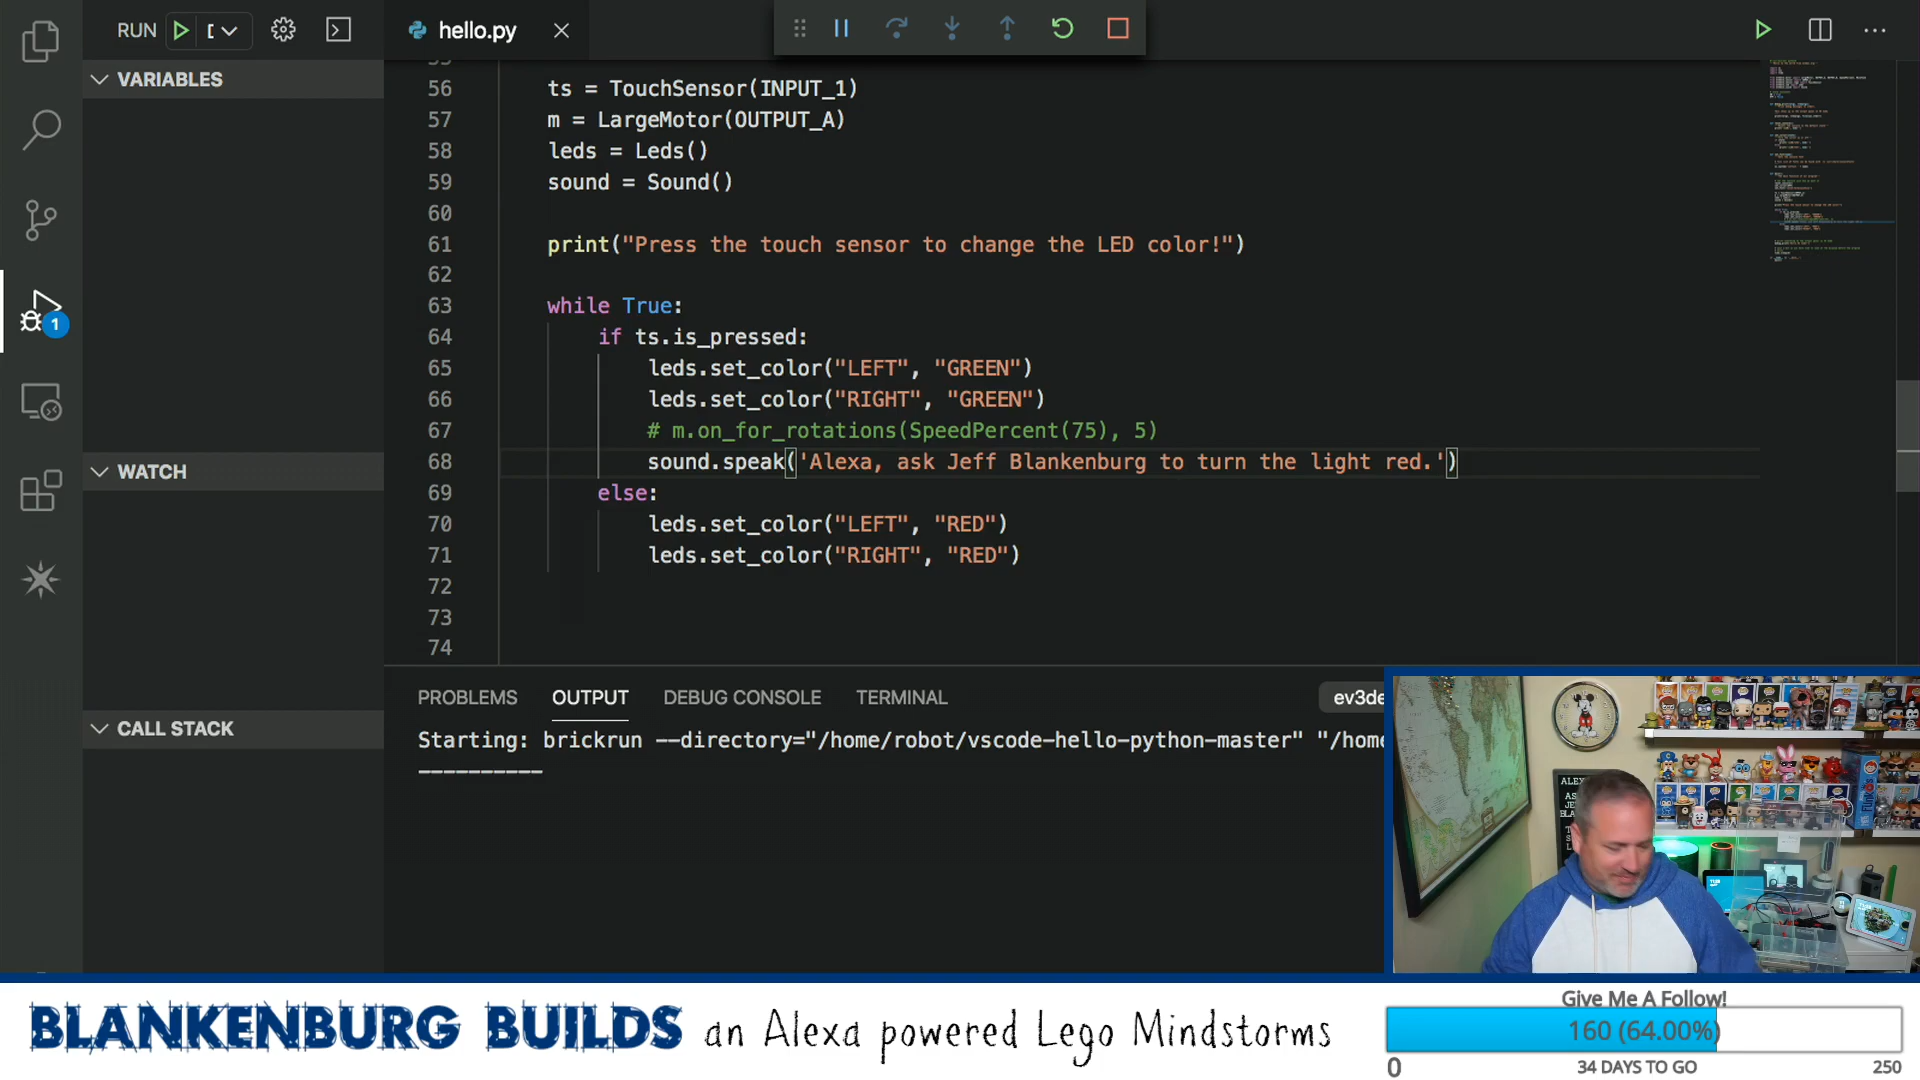 RUN
hello.py
VARIABLES
56 ts = TouchSensor(INPUT_1)
57 m = LargeMotor(OUTPUT_A)
58 leds = Leds()
59 sound = Sound()
60
61 print("Press the touch sensor to change the LED color!")
62
63 while True:
64 if ts.is_pressed:
65 leds.set_color("LEFT", "GREEN")
66 leds.set_color("RIGHT", "GREEN")
67 # m.on_for_rotations(SpeedPercent(75), 5)
68 sound.speak('Alexa, ask Jeff Blankenburg to turn the light red.')
69 else:
70 leds.set_color("LEFT", "RED")
71 leds.set_color("RIGHT", "RED")
72
73
74
1
WATCH
CALL STACK
PROBLEMS OUTPUT DEBUG CONSOLE TERMINAL
ev3de
Starting: brickrun --directory="/home/robot/vscode-hello-python-master" "/home
----------
BLANKENBURG BUILDS an Alexa powered Lego Mindstorms
Give Me A Follow!
160 (64.00%)
0 34 DAYS TO GO 250